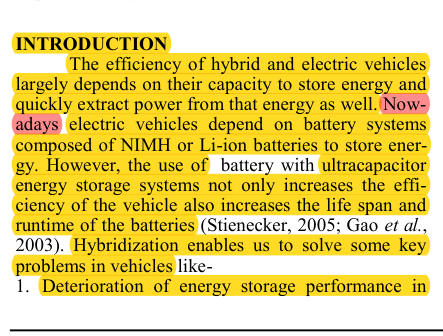 INTRODUCTION
The efficiency of hybrid and electric vehicles
largely depends on their capacity to store energy and
quickly extract power from that energy as well. Now-
adays electric vehicles depend on battery systems
composed of NIMH or Li-ion batteries to store ener-
gy. However, the use of battery with ultracapacitor
energy storage systems not only increases the effi-
ciency of the vehicle also increases the life span and
runtime of the batteries (Stienecker, 2005; Gao et al.,
2003). Hybridization enables us to solve some key
problems in vehicles like-
1. Deterioration of energy storage performance in